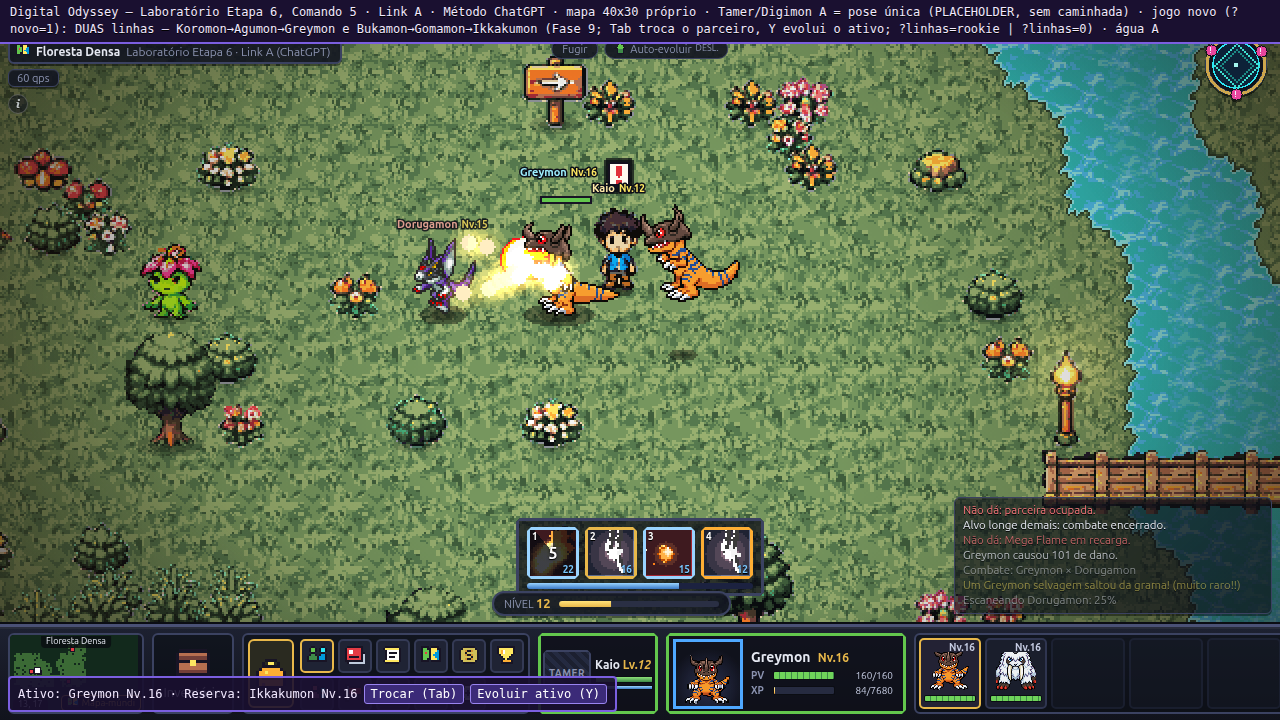 Digital Odyssey — Laboratório Etapa 6, Comando 5 · Link A · Método ChatGPT · mapa 40x30 próprio · Tamer/Digimon A = pose única (PLACEHOLDER, sem caminhada) · jogo novo (?
novo=1): DUAS linhas — Koromon→Agumon→Greymon e Bukamon→Gomamon→Ikkakumon (Fase 9; Tab troca o parceiro, Y evolui o ativo; ?linhas=rookie | ?linhas=0) · água A
Floresta Densa Laboratório Etapa 6 · Link A (ChatGPT)
Fugir
Auto-evoluir DESL.
60 qps
i
Greymon Nv.16
Kaio Nv.12
Dorugamon Nv.15
Não dá: parceira ocupada.
Alvo longe demais: combate encerrado.
Não dá: Mega Flame em recarga.
Greymon causou 101 de dano.
Combate: Greymon × Dorugamon
Um Greymon selvagem saltou da grama! (muito raro!!)
Escaneando Dorugamon: 25%
1 5 22
2 16
3 15
4 12
NÍVEL 12
Floresta Densa
TAMER
Kaio Lv.12
Greymon Nv.16
PV 160/160
XP 84/7680
Nv.16
Nv.16
Ativo: Greymon Nv.16 · Reserva: Ikkakumon Nv.16 Trocar (Tab) Evoluir ativo (Y)